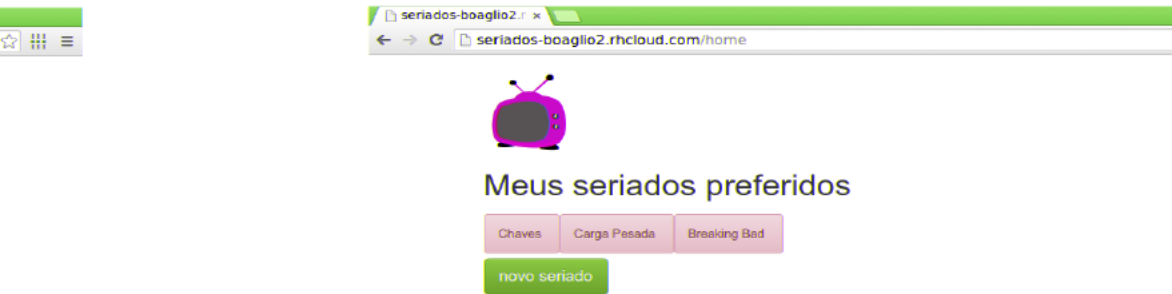 seriados-boaglio2.r
seriados-boaglio2.rhcloud.com/home
Meus seriados preferidos
Chaves Carga Pesada Breaking Bad
novo seriado